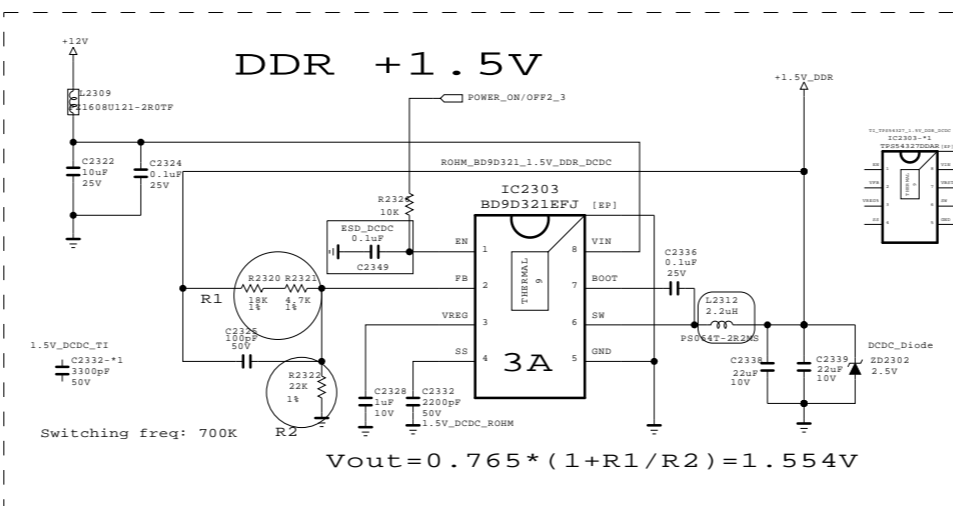 +12V
DDR +1.5V
+1.5V_DDR
L2309
POWER_ON/OFF2_3
IC2303-*1
TPS54327DDAR
[EP]
C2322
10uF
25V
C2324
0.1uF
25V
ROHM_BD9D321_1.5V_DDR_DCDC
IC2303
BD9D321EFJ
[EP]
10K
ESD_DCDC
0.1uF
C2349
EN
1
8
VIN
C2336
0.1uF
25V
THERMAL
9
FB
2
7
BOOT
L2312
2.2uH
R1
R2320
18K
1%
R2321
4.7K
1%
VREG
3
6
SW
PS064T-2R2MS
100pF
50V
SS
4
5
GND
3A
1.5V_DCDC_TI
C2332-*1
3300pF
50V
R2322
22K
1%
C2328
1uF
10V
C2332
2200pF
50V
1.5V_DCDC_ROHM
C2338
22uF
10V
C2339
22uF
10V
DCDC_Diode
ZD2302
2.5V
Switching freq: 700K
R2
Vout=0.765*(1+R1/R2)=1.554V
THERMAL